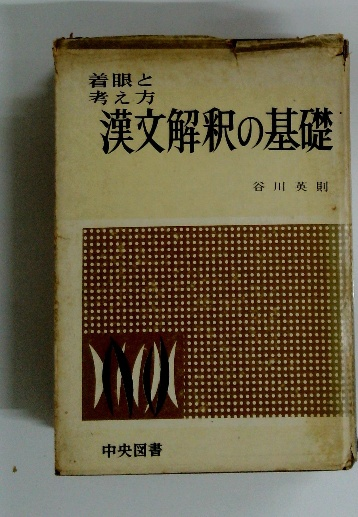 着眼と
考え方
漢文解釈の基礎
谷川英則
中央図書